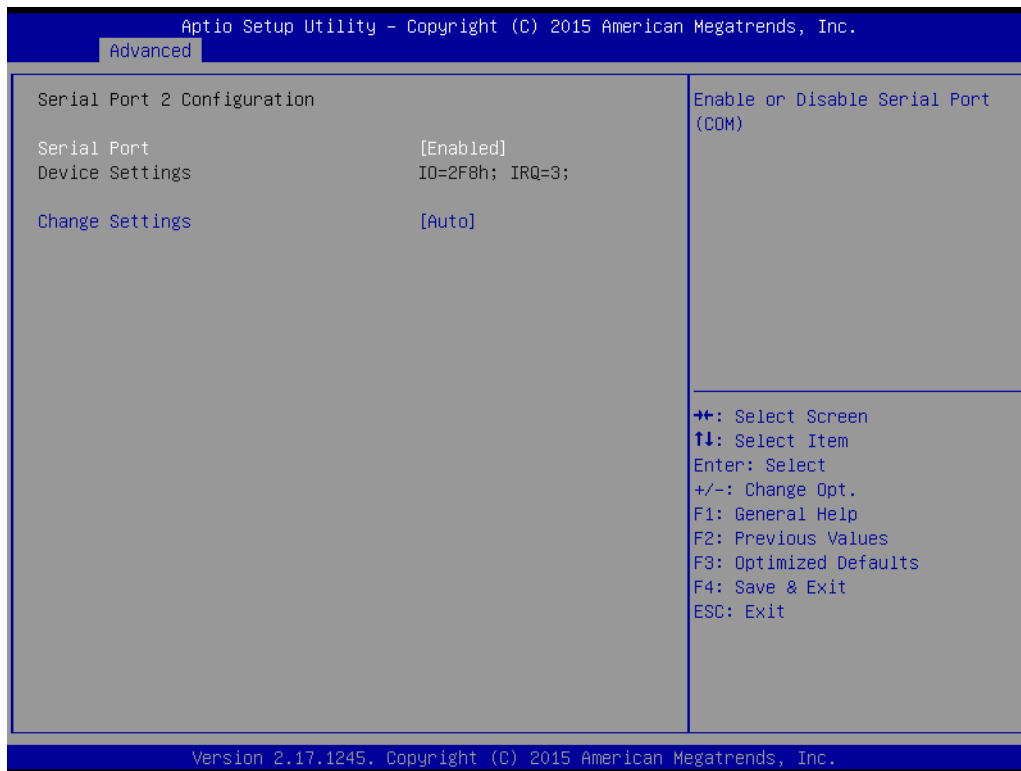 Aptio Setup Utility – Copyright (C) 2015 American Megatrends, Inc.
Advanced
Serial Port 2 Configuration
Serial Port [Enabled]
Device Settings IO=2F8h; IRQ=3;
Change Settings [Auto]
Enable or Disable Serial Port
(COM)
→←: Select Screen
↑↓: Select Item
Enter: Select
+/-: Change Opt.
F1: General Help
F2: Previous Values
F3: Optimized Defaults
F4: Save & Exit
ESC: Exit
Version 2.17.1245. Copyright (C) 2015 American Megatrends, Inc.